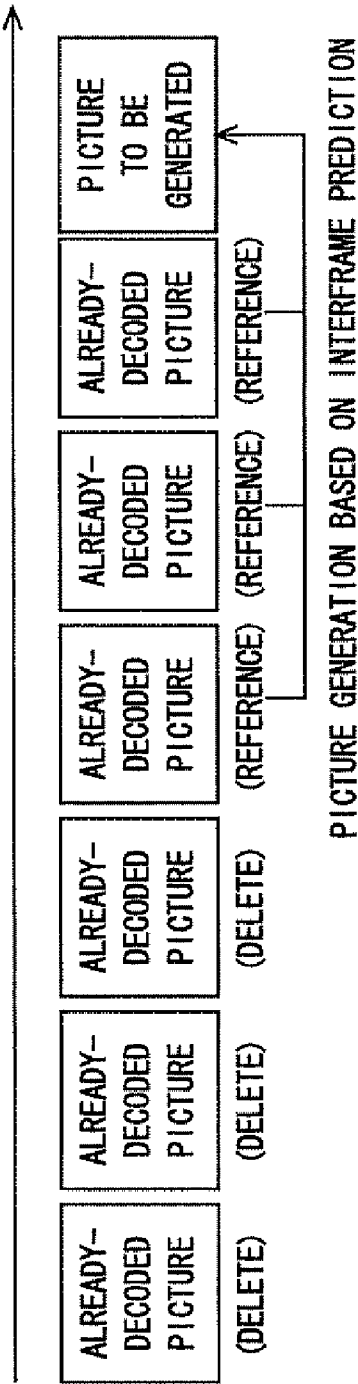 ALREADY-
DECODED
PICTURE
(DELETE)
ALREADY-
DECODED
PICTURE
(DELETE)
ALREADY-
DECODED
PICTURE
(DELETE)
ALREADY-
DECODED
PICTURE
(REFERENCE)
ALREADY-
DECODED
PICTURE
(REFERENCE)
ALREADY-
DECODED
PICTURE
(REFERENCE)
PICTURE
TO BE
GENERATED
PICTURE GENERATION BASED ON INTERFRAME PREDICTION